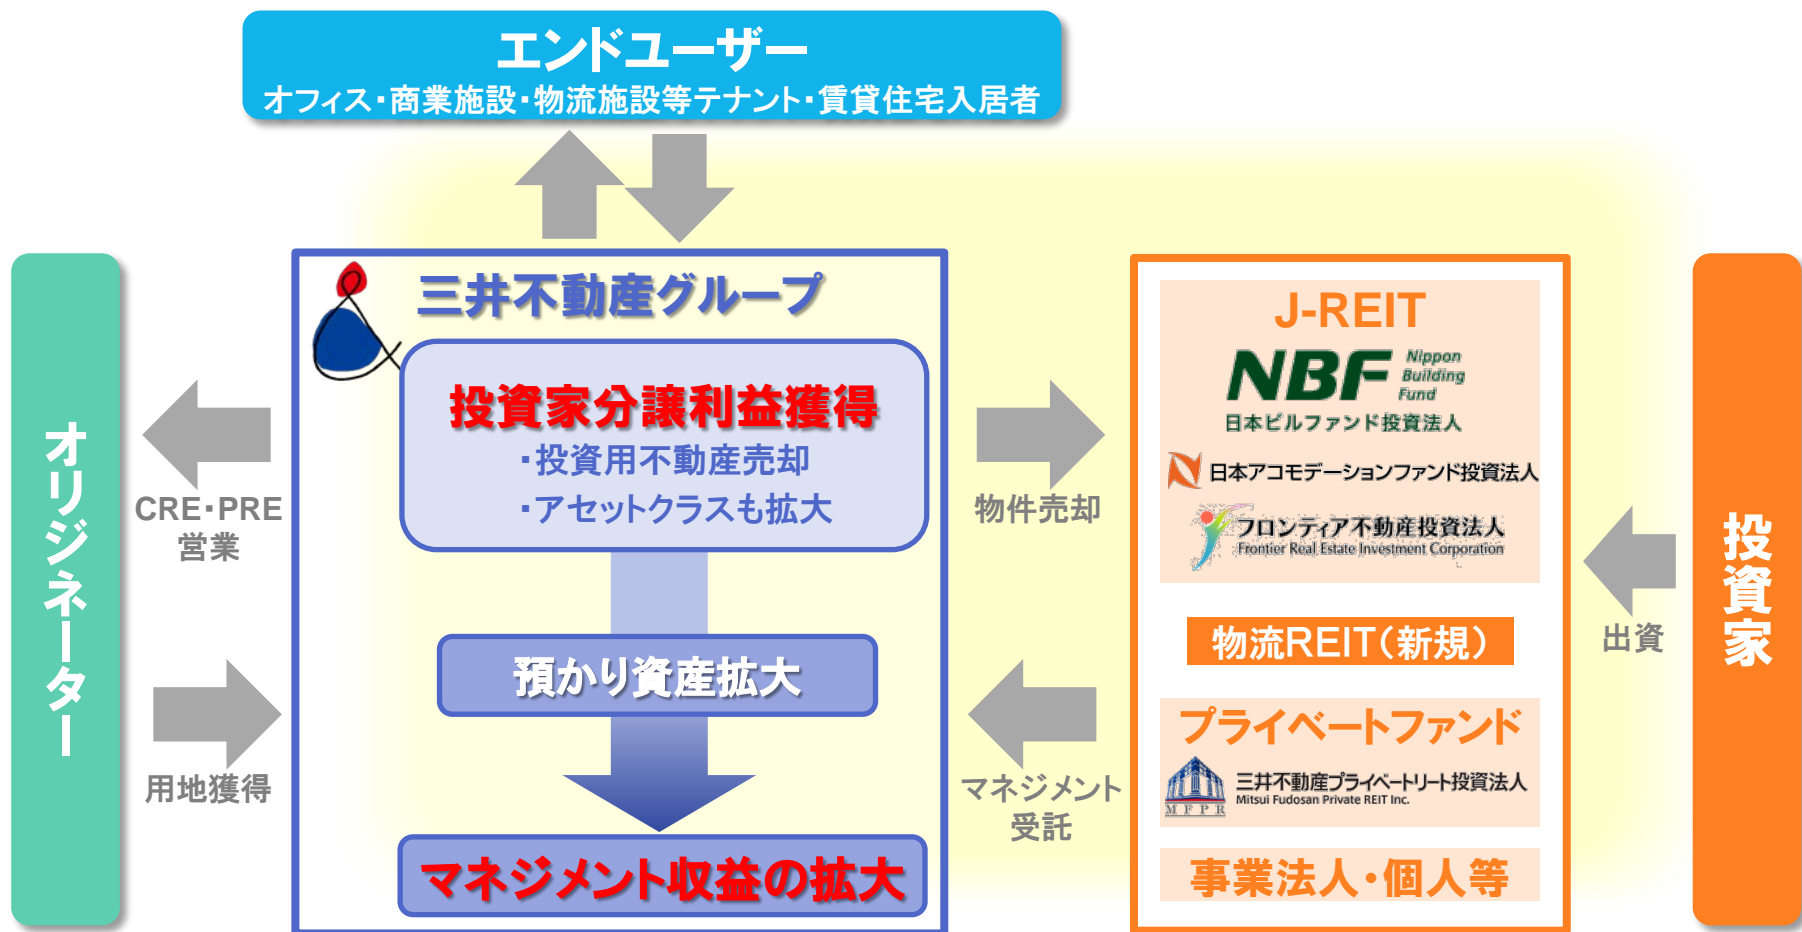 エンドユーザー
オフィス・商業施設・物流施設等テナント・賃貸住宅入居者
オリジネーター
CRE・PRE
営業
用地獲得
三井不動産グループ
投資家分譲利益獲得
・投資用不動産売却
・アセットクラスも拡大
預かり資産拡大
マネジメント収益の拡大
物件売却
マネジメント
受託
J-REIT
NBF
Nippon
Building
Fund
日本ビルファンド投資法人
日本アコモデーションファンド投資法人
フロンティア不動産投資法人
Frontier Real Estate Investment Corporation
物流REIT(新規)
プライベートファンド
三井不動産プライベートリート投資法人
Mitsui Fudosan Private REIT Inc.
MFPR
事業法人・個人等
出資
投資家